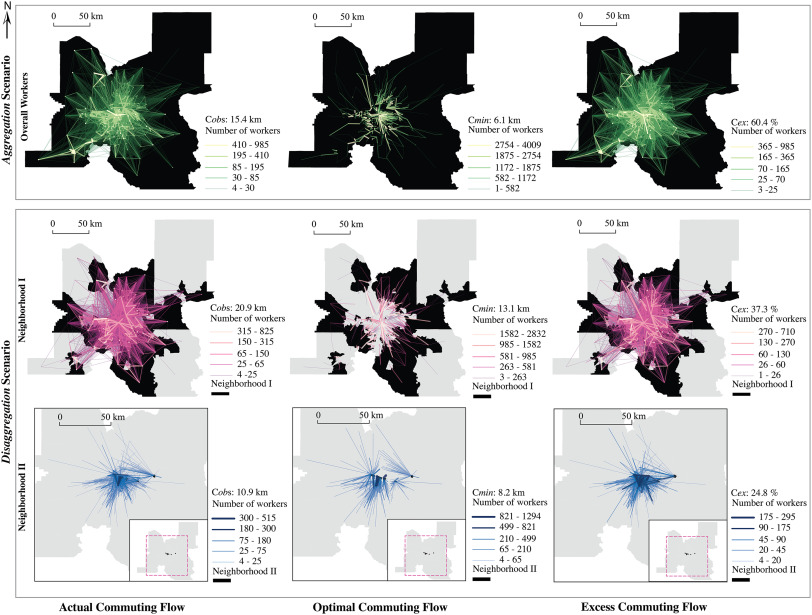 N
Aggregation Scenario
Overall Workers
0 50 km
Cobs: 15.4 km
Number of workers
410 - 985
195 - 410
85 - 195
30 - 85
4 - 30
0 50 km
Cmin: 6.1 km
Number of workers
2754 - 4009
1875 - 2754
1172 - 1875
582 - 1172
1- 582
0 50 km
Cex: 60.4 %
Number of workers
365 - 985
165 - 365
70 - 165
25 - 70
3 -25
Disaggregation Scenario
Neighborhood I
0 50 km
Cobs: 20.9 km
Number of workers
315 - 825
150 - 315
65 - 150
25 - 65
4 -25
Neighborhood I
0 50 km
Cmin: 13.1 km
Number of workers
1582 - 2832
985 - 1582
581 - 985
263 - 581
3 - 263
Neighborhood I
0 50 km
Cex: 37.3 %
Number of workers
270 - 710
130 - 270
60 - 130
26 - 60
1 - 26
Neighborhood I
Neighborhood II
0 50 km
Cobs: 10.9 km
Number of workers
300 - 515
180 - 300
75 - 180
25 - 75
4 - 25
Neighborhood II
0 50 km
Cmin: 8.2 km
Number of workers
821 - 1294
499 - 821
210 - 499
65 - 210
4 - 65
Neighborhood II
0 50 km
Cex: 24.8 %
Number of workers
175 - 295
90 - 175
45 - 90
20 - 45
4 - 20
Neighborhood II
Actual Commuting Flow
Optimal Commuting Flow
Excess Commuting Flow